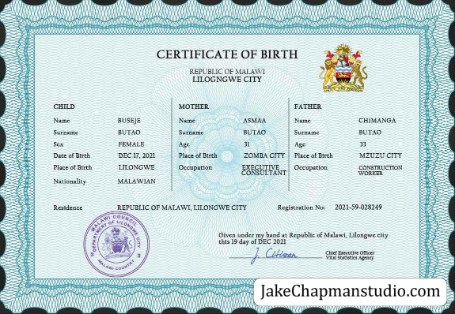 CERTIFICATE OF BIRTH
REPUBLIC OF MALAWI
LILOGNGWE CITY
CHILD
Name BUSEJE
Surname BUTAO
Sex FEMALE
Date of Birth DEC 17, 2021
Place of Birth LILONGWE
Nationality MALAWIAN
MOTHER
Name ASMAA
Surname BUTAO
Age 31
Place of Birth ZOMBA CITY
Occupation EXECUTIVE
CONSULTANT
FATHER
Name CHIMANGA
Surname BUTAO
Age 33
Place of Birth MZUZU CITY
Occupation CONSTRUCTION
WORKER
Residence REPUBLIC OF MALAWI, LILONGWE CITY
Registration No: 2021-59-028249
Given under my hand at Republic of Malawi, Lilongwe city
this 19 day of DEC 2021
Chief Executive Officer
Vital Statistics Agency
MALAWI COUNCIL
JakeChapmanstudio.com